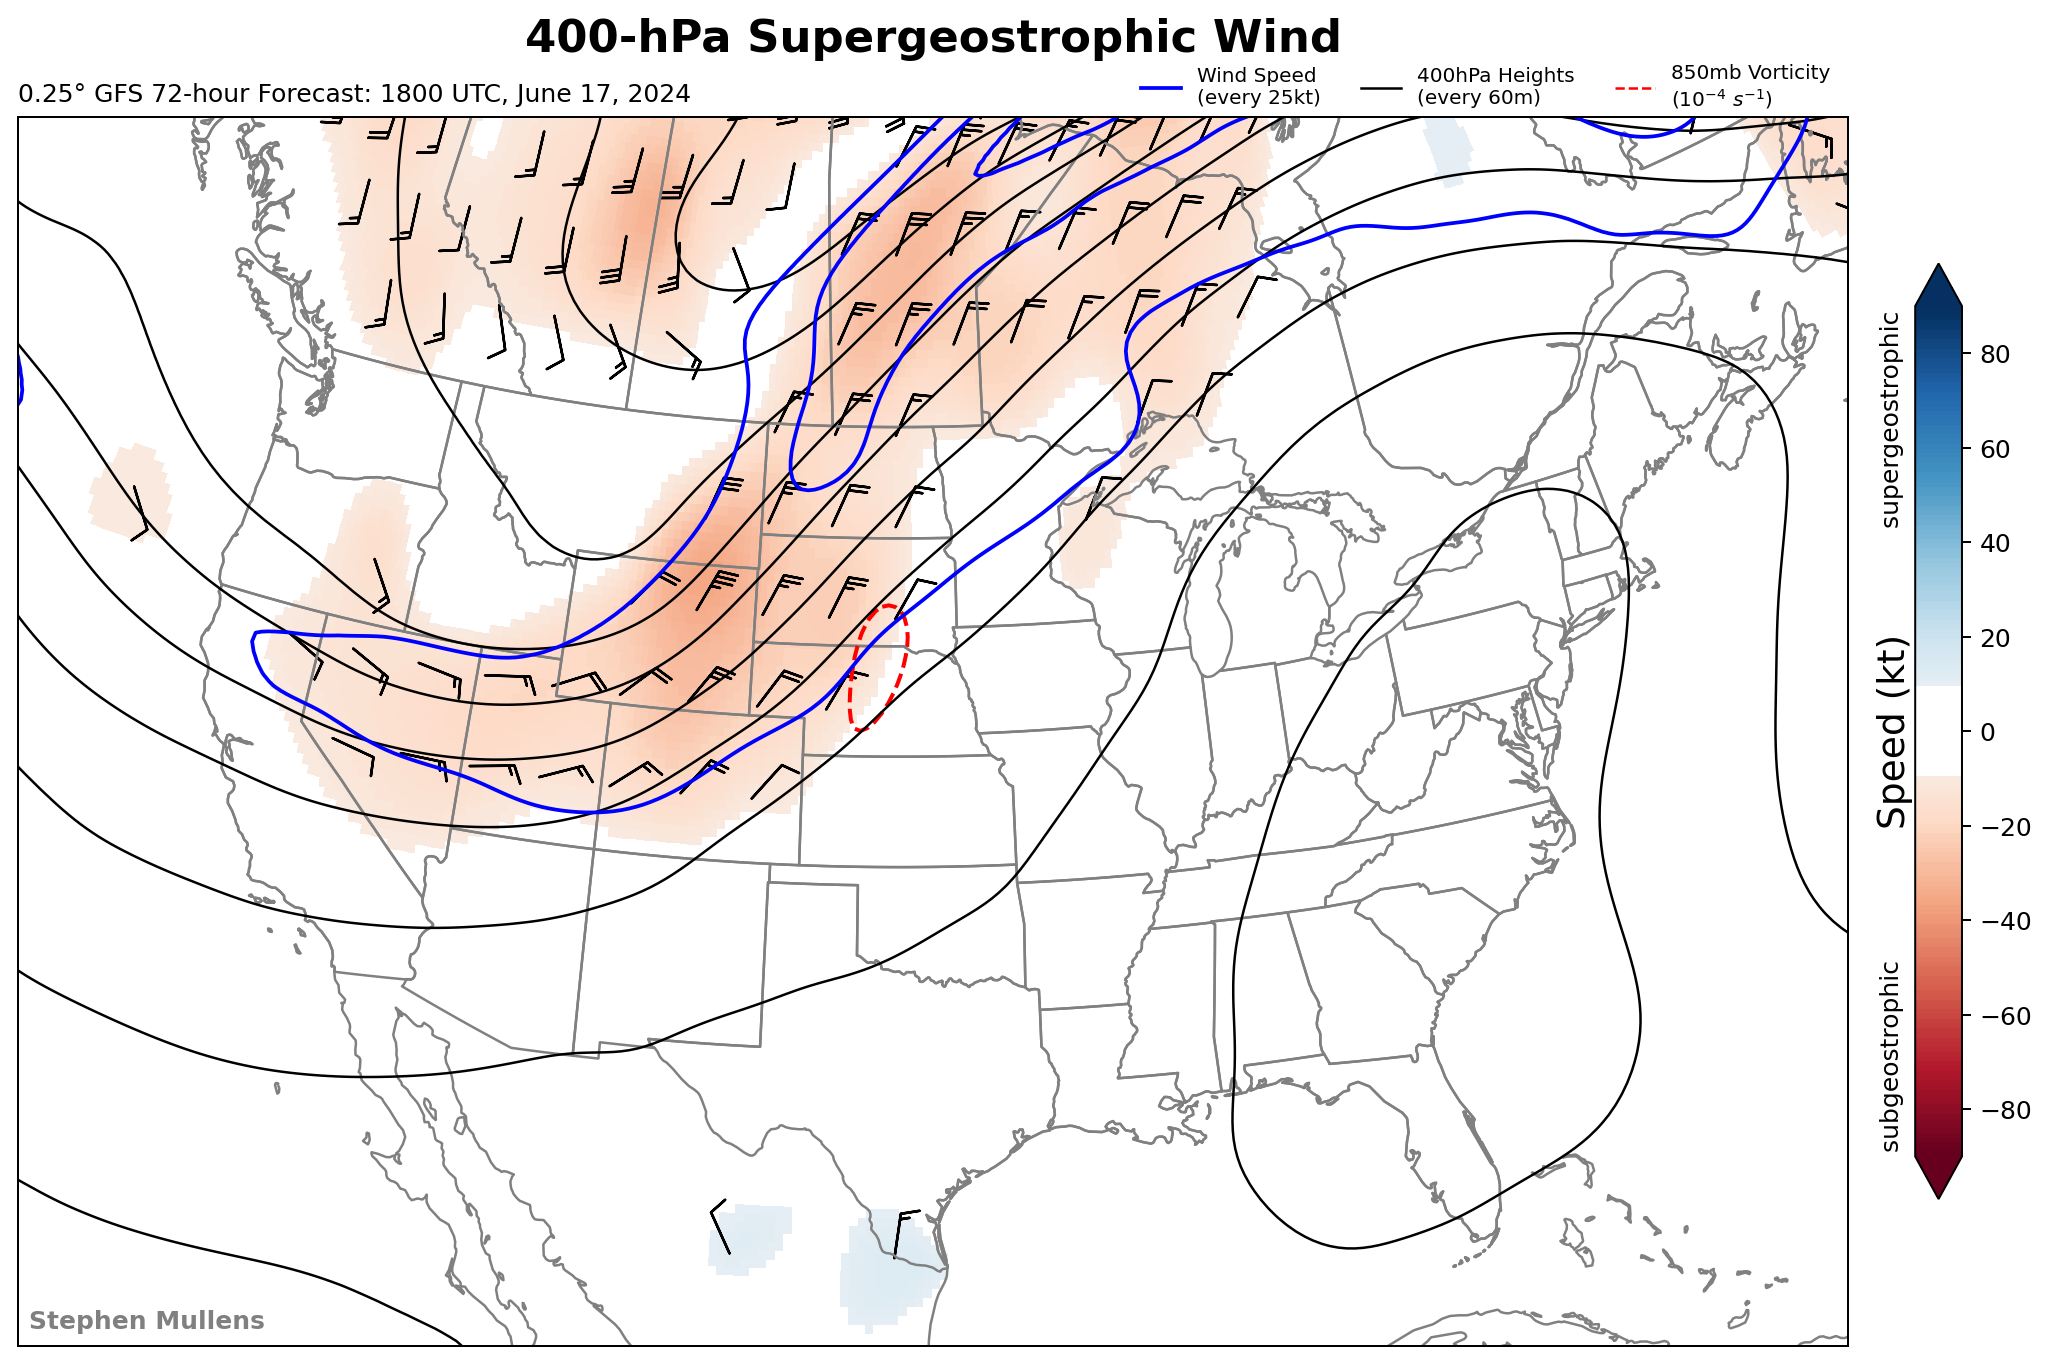 400-hPa Supergeostrophic Wind
0.25° GFS 72-hour Forecast: 1800 UTC, June 17, 2024
Wind Speed
(every 25kt)
400hPa Heights
(every 60m)
850mb Vorticity
(10⁻⁴ s⁻¹)
supergeostrophic
Speed (kt)
subgeostrophic
80
60
40
20
0
−20
−40
−60
−80
Stephen Mullens